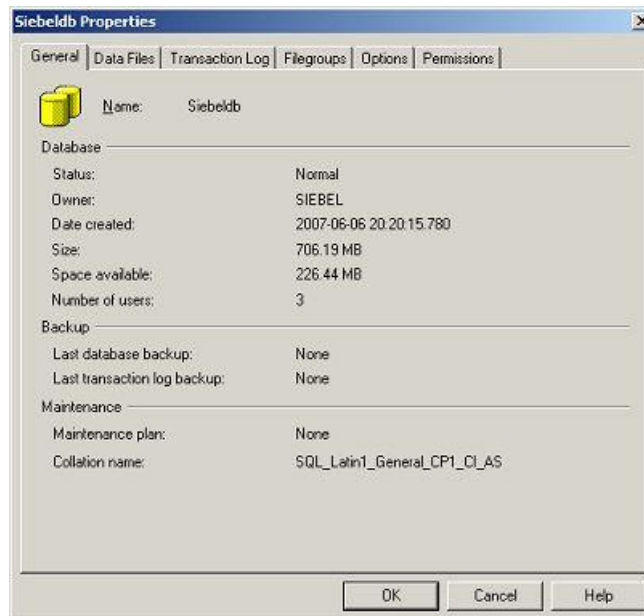 Siebeldb Properties
General Data Files Transaction Log Filegroups Options Permissions
Name: Siebeldb
Database
Status: Normal
Owner: SIEBEL
Date created: 2007-06-06 20:20:15.780
Size: 706.19 MB
Space available: 226.44 MB
Number of users: 3
Backup
Last database backup: None
Last transaction log backup: None
Maintenance
Maintenance plan: None
Collation name: SQL_Latin1_General_CP1_CI_AS
OK Cancel Help